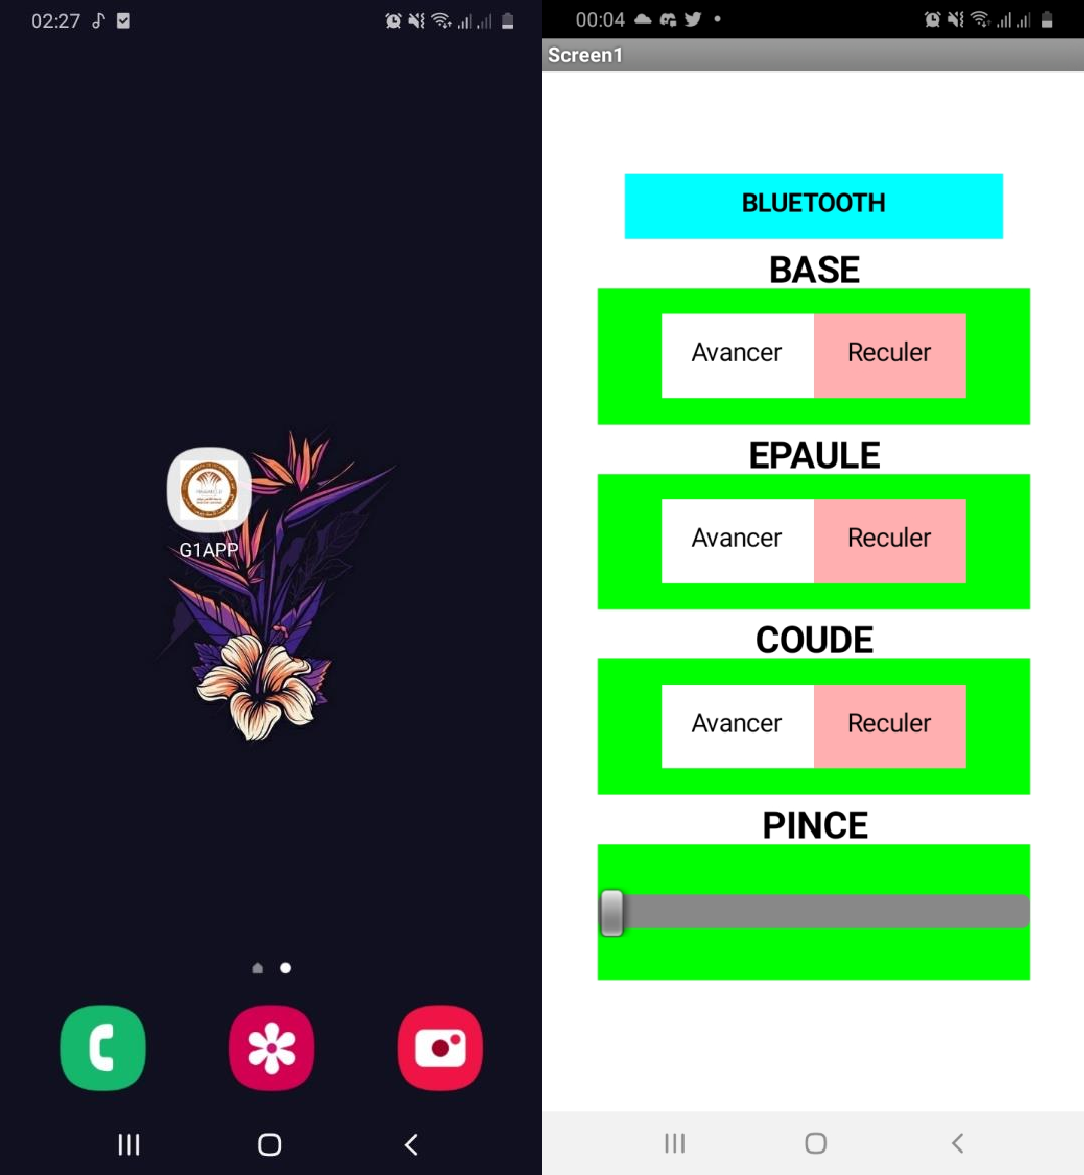 02:27
G1APP
00:04
Screen1
BLUETOOTH
BASE
Avancer Reculer
EPAULE
Avancer Reculer
COUDE
Avancer Reculer
PINCE